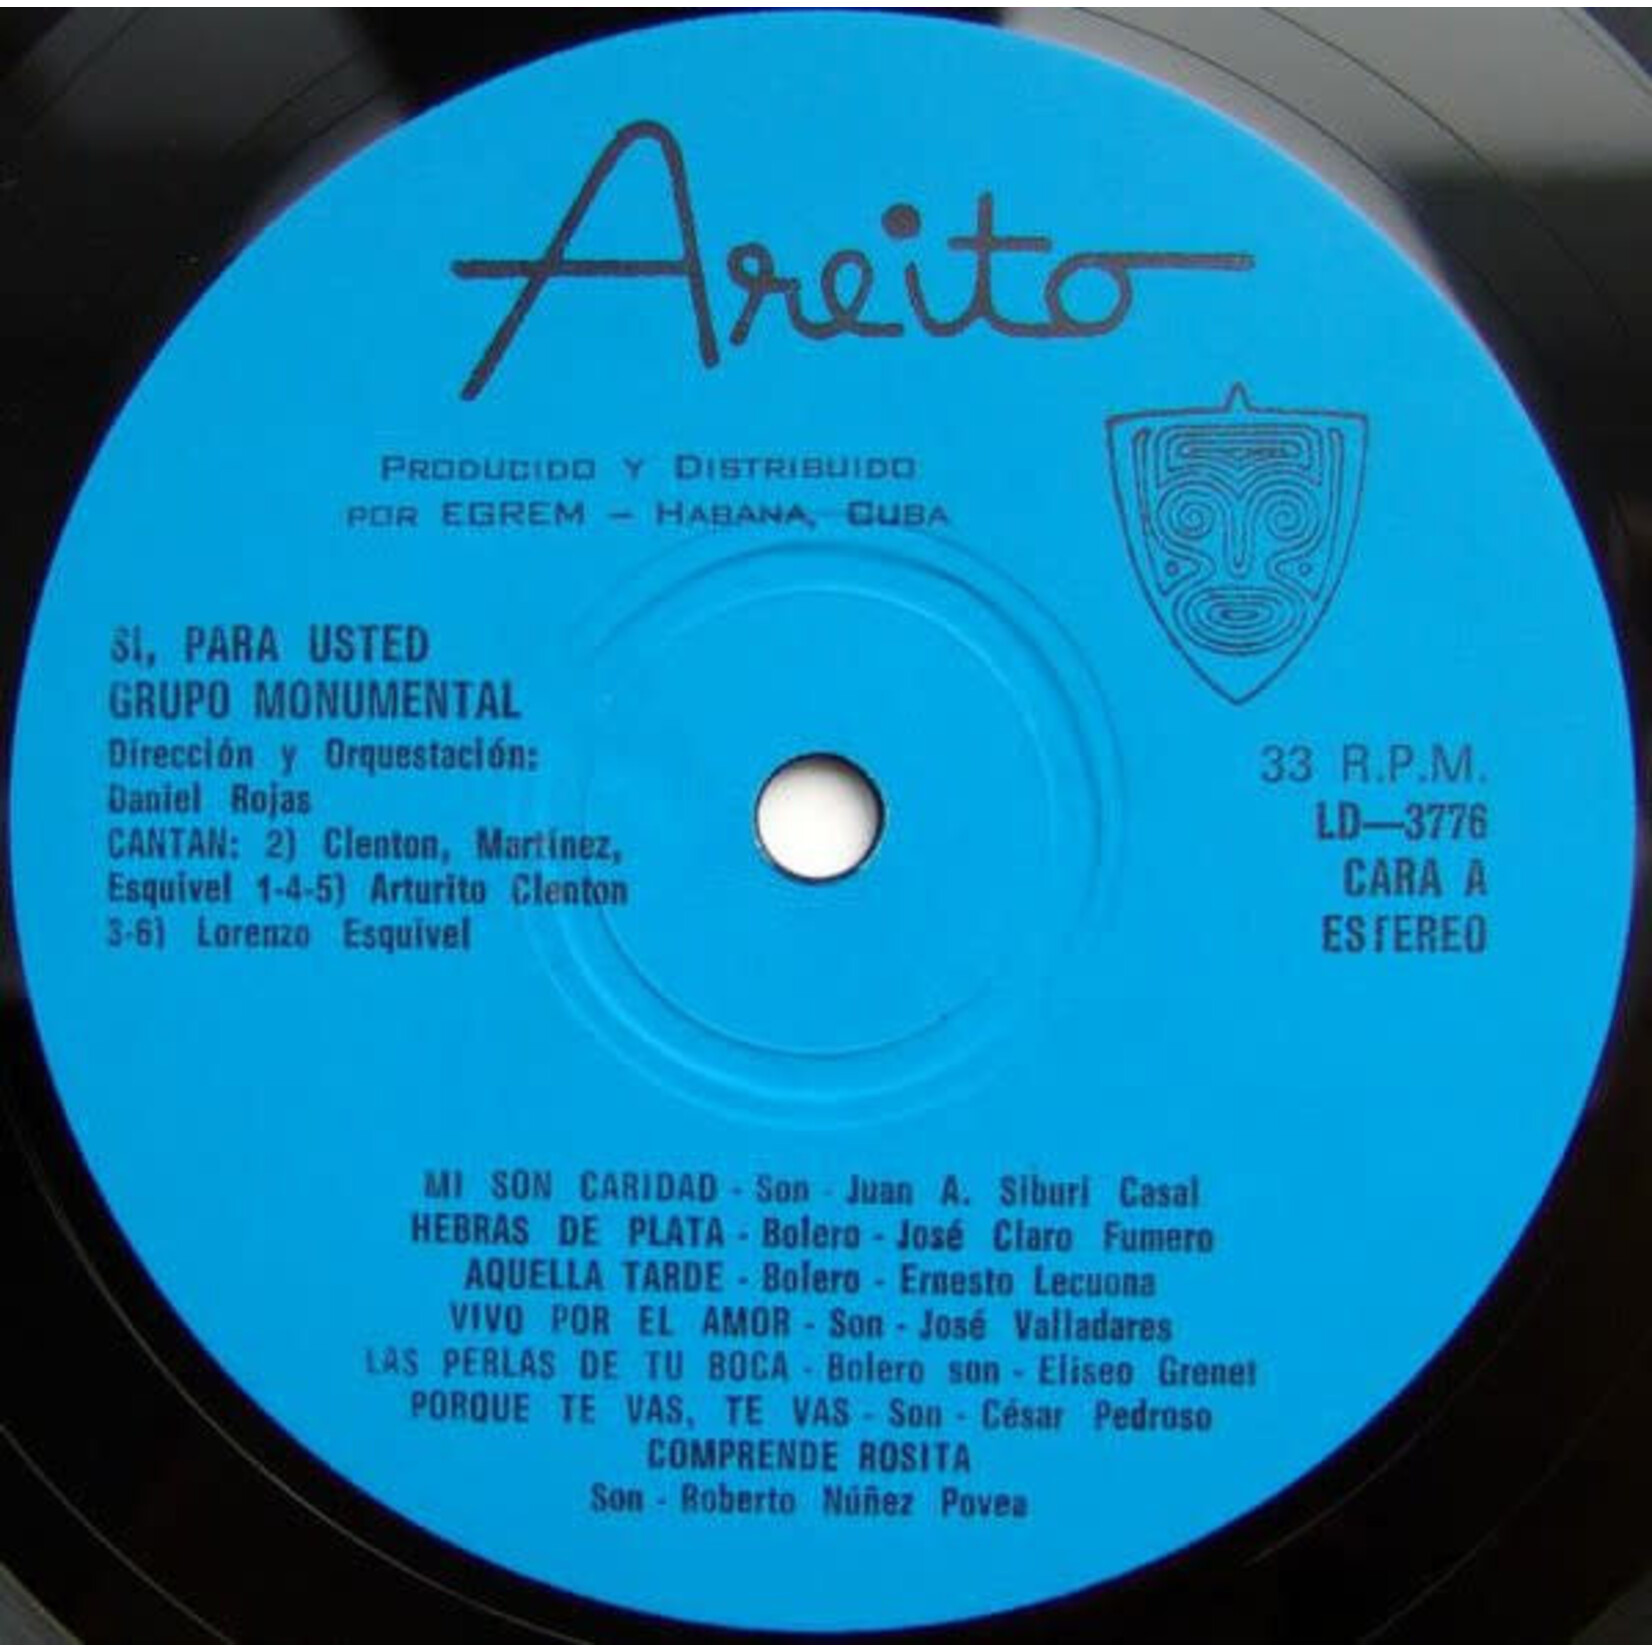 Areito
PRODUCIDO Y DISTRIBUIDO
POR EGREM – HABANA, CUBA
SI, PARA USTED
GRUPO MONUMENTAL
Dirección y Orquestación:
Daniel Rojas
CANTAN: 2) Clenton, Martínez,
Esquivel 1-4-5) Arturito Clenton
3-6) Lorenzo Esquivel
33 R.P.M.
LD—3776
CARA A
ESTEREO
MI SON CARIDAD - Son - Juan A. Siburi Casal
HEBRAS DE PLATA - Bolero - José Claro Fumero
AQUELLA TARDE - Bolero - Ernesto Lecuona
VIVO POR EL AMOR - Son - José Valladares
LAS PERLAS DE TU BOCA - Bolero son - Eliseo Grenet
PORQUE TE VAS, TE VAS - Son - César Pedroso
COMPRENDE ROSITA
Son - Roberto Núñez Povea